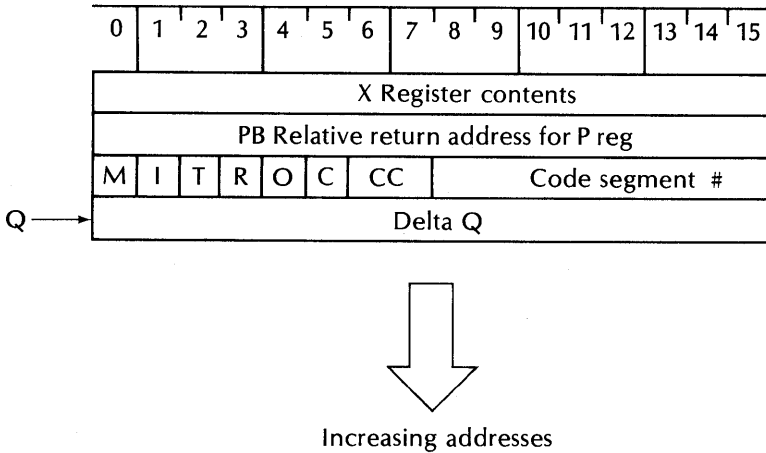 0 1 2 3 4 5 6 7 8 9 10 11 12 13 14 15
X Register contents
PB Relative return address for P reg
M I T R O C CC Code segment #
Q Delta Q
Increasing addresses